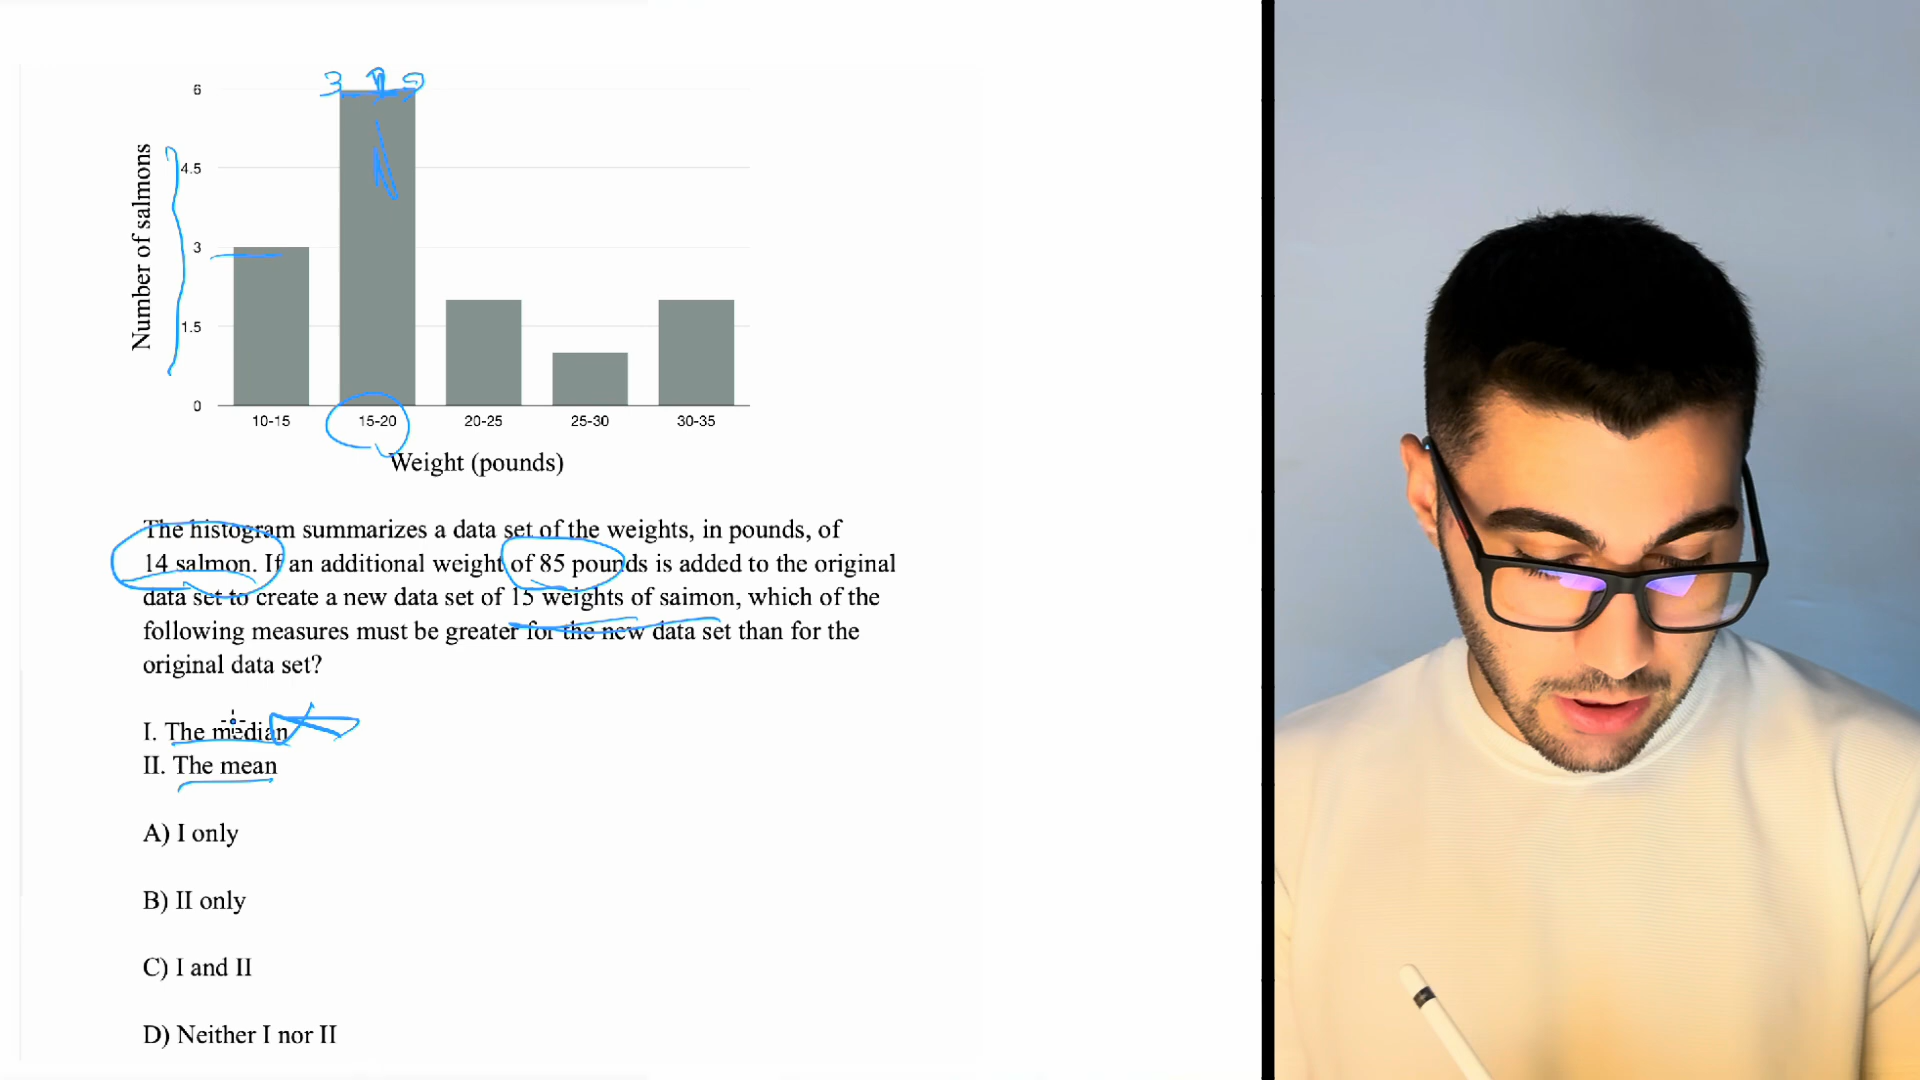 3 9
6
4.5
3
1.5
0
Number of salmons
10-15 15-20 20-25 25-30 30-35
Weight (pounds)
The histogram summarizes a data set of the weights, in pounds, of
14 salmon. If an additional weight of 85 pounds is added to the original
data set to create a new data set of 15 weights of salmon, which of the
following measures must be greater for the new data set than for the
original data set?
I. The median
II. The mean
A) I only
B) II only
C) I and II
D) Neither I nor II